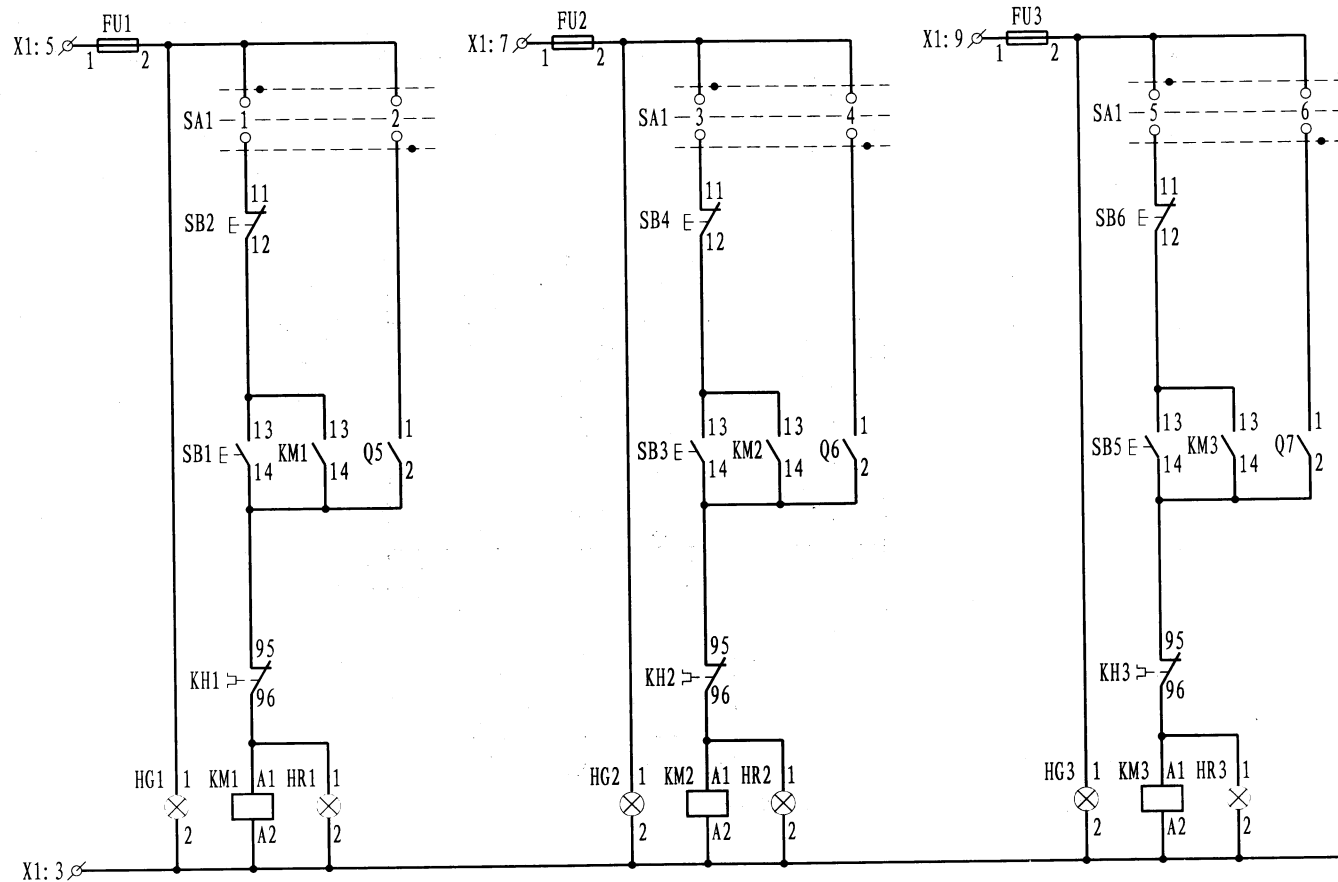 FU1
X1:5
1 2
SA1 1 2
11
SB2
12
13 13 1
SB1 KM1 Q5
14 14 2
95
KH1
96
HG1 1 KM1 A1 HR1 1
2 A2 2
X1:3
FU2
X1:7
1 2
SA1 3 4
11
SB4
12
13 13 1
SB3 KM2 Q6
14 14 2
95
KH2
96
HG2 1 KM2 A1 HR2 1
2 A2 2
FU3
X1:9
1 2
SA1 5 6
11
SB6
12
13 13 1
SB5 KM3 Q7
14 14 2
95
KH3
96
HG3 1 KM3 A1 HR3 1
2 A2 2